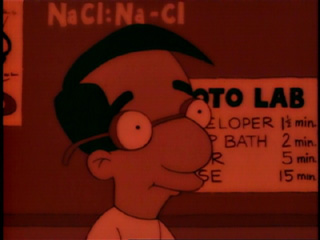 NaCl:Na-Cl
OTO LAB
ELOPER 1½ min.
P BATH 2 min.
R 5 min.
SE 15 min.